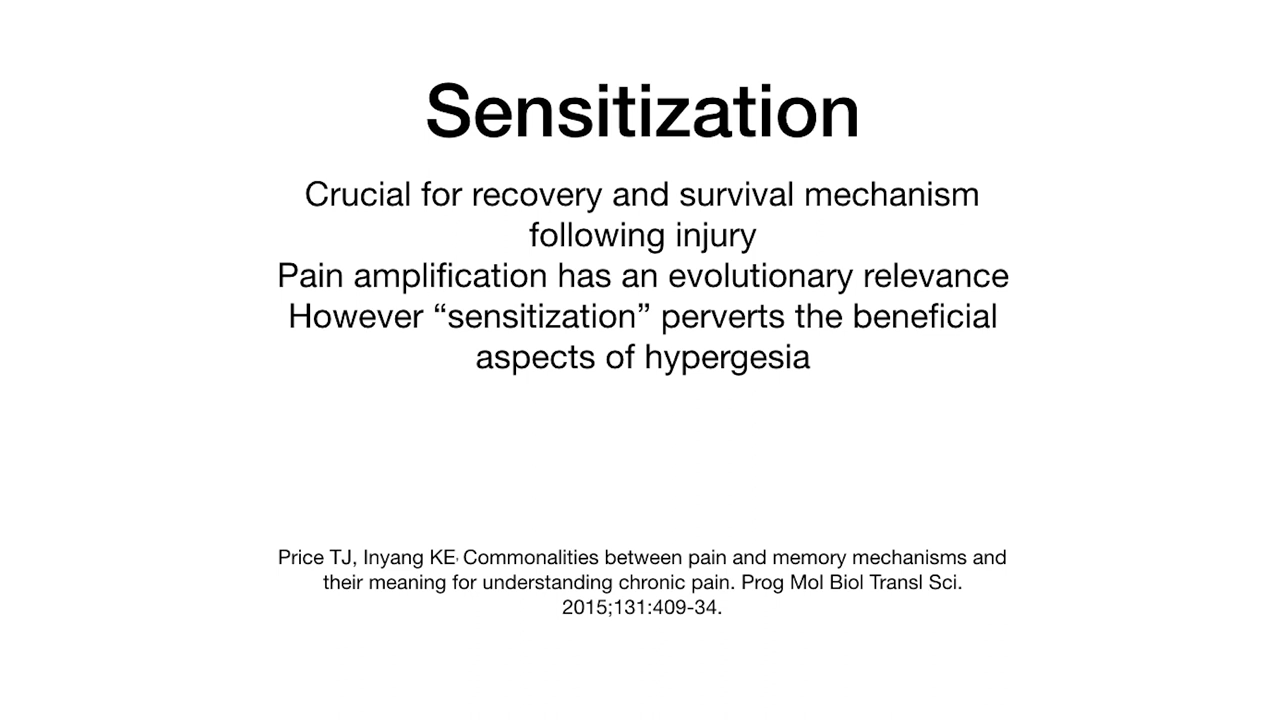 Sensitization
Crucial for recovery and survival mechanism
following injury
Pain amplification has an evolutionary relevance
However “sensitization” perverts the beneficial
aspects of hypergesia
Price TJ, Inyang KE, Commonalities between pain and memory mechanisms and
their meaning for understanding chronic pain. Prog Mol Biol Transl Sci.
2015;131:409-34.